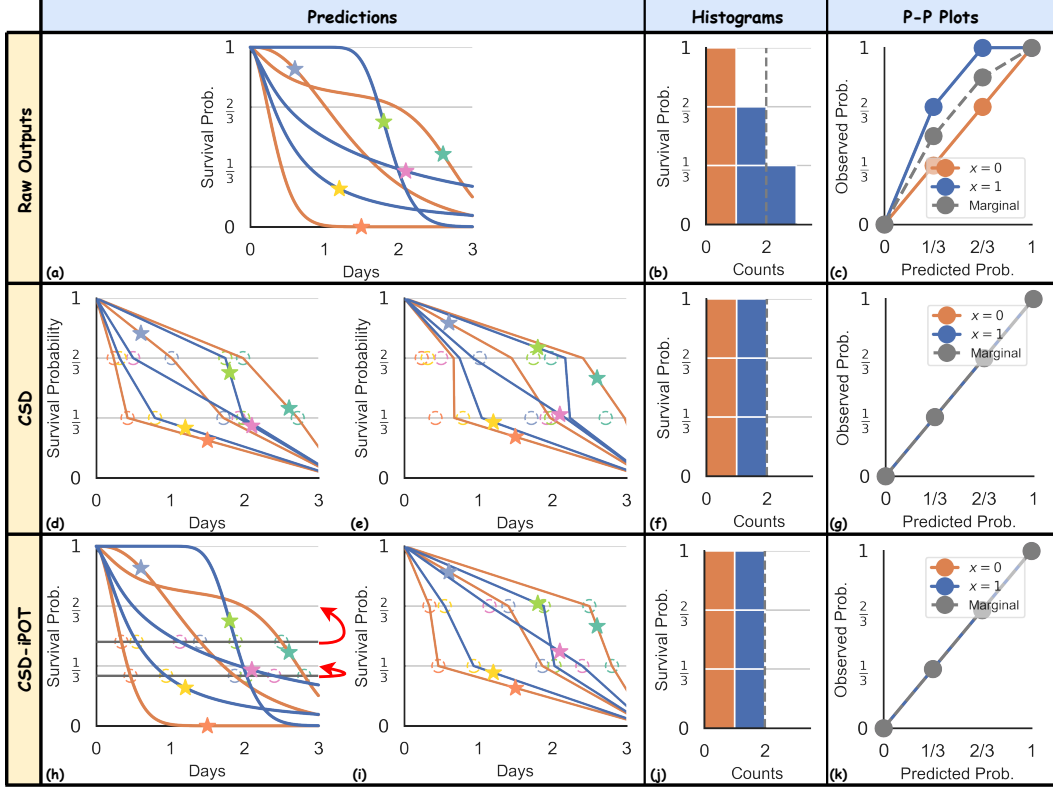 Predictions
Histograms
P-P Plots
Raw Outputs
Survival Prob.
1
2/3
1/3
0
0 1 2 3
Days
(a)
Survival Prob.
1
2/3
1/3
0
0 2
Counts
(b)
Observed Prob.
1
2/3
1/3
0
x = 0
x = 1
Marginal
0 1/3 2/3 1
Predicted Prob.
(c)
CSD
Survival Probability
1
2/3
1/3
0
0 1 2 3
Days
(d)
Survival Probability
1
2/3
1/3
0
0 1 2 3
Days
(e)
Survival Prob.
1
2/3
1/3
0
0 2
Counts
(f)
Observed Prob.
1
2/3
1/3
0
x = 0
x = 1
Marginal
0 1/3 2/3 1
Predicted Prob.
(g)
CSD-iPOT
Survival Prob.
1
2/3
1/3
0
0 1 2 3
Days
(h)
Survival Prob.
1
2/3
1/3
0
0 1 2 3
Days
(i)
Survival Prob.
1
2/3
1/3
0
0 2
Counts
(j)
Observed Prob.
1
2/3
1/3
0
x = 0
x = 1
Marginal
0 1/3 2/3 1
Predicted Prob.
(k)